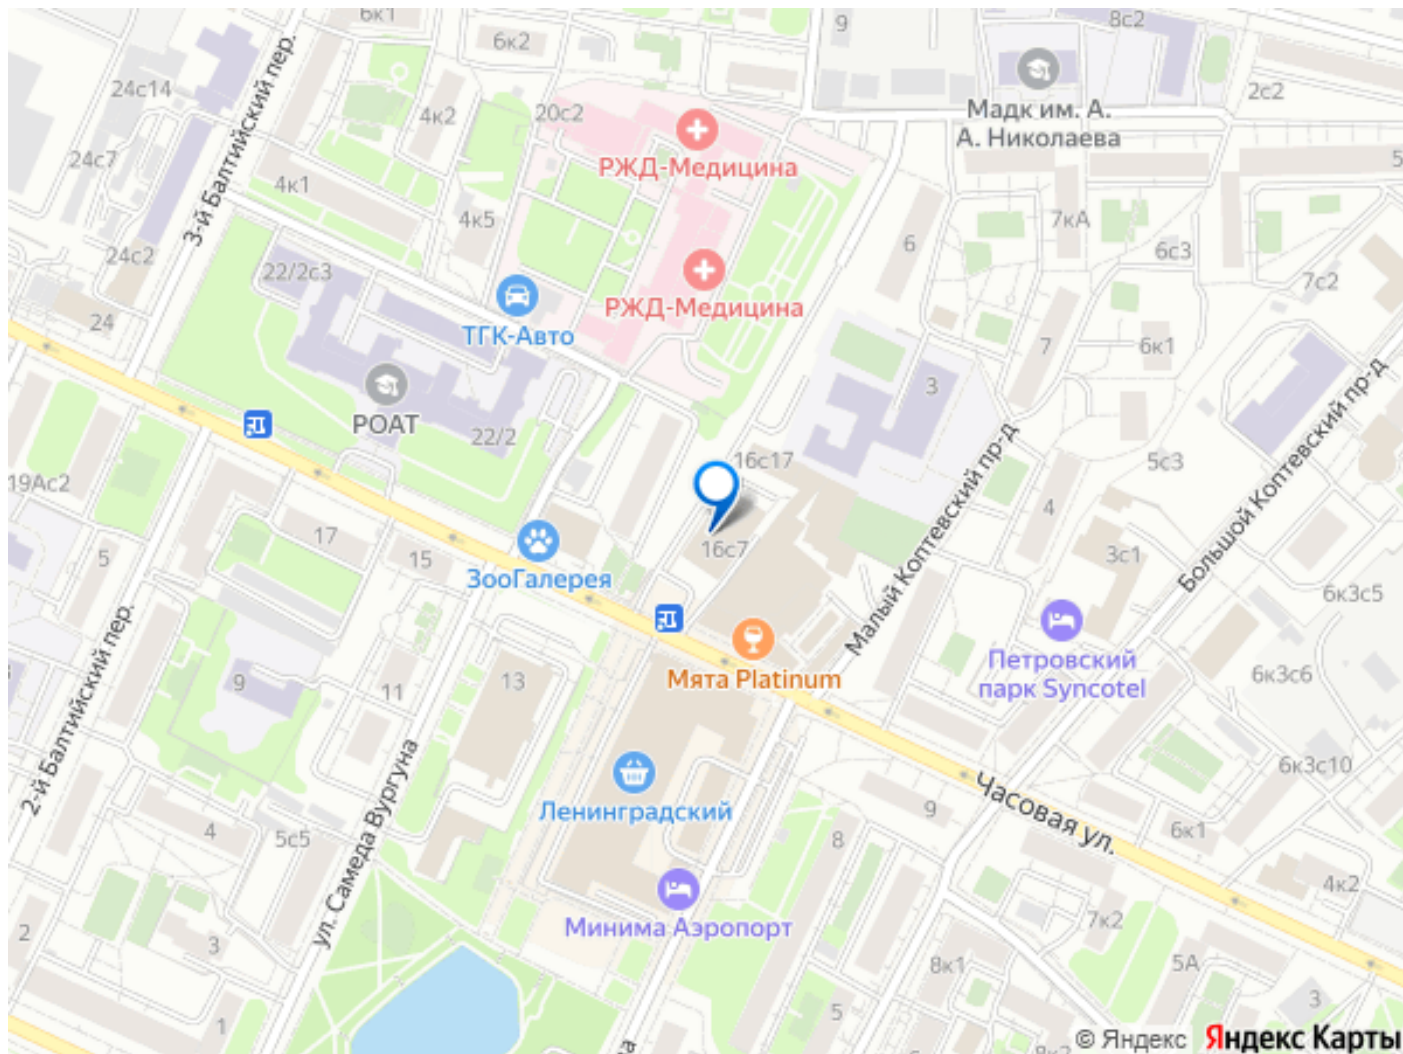 6к1
9
8с2
6к2
24с14
3-й Балтийский пер.
4к2
20с2
Мадк им. А.
А. Николаева
2с2
24с7
РЖД-Медицина
5
4к1
4к5
7кА
6
6с3
24с2
22/2с3
РЖД-Медицина
7с2
24
ТГК-Авто
7
6к1
3
РОАТ
22/2
16с17
5с3
19Ас2
Малый Коптевский пр-д
Большой Коптевский пр-д
4
17
15
5
16с7
3с1
ЗооГалерея
6к3с5
2-й Балтийский пер.
Петровский
парк Syncotel
Мята Platinum
9
11
13
6к3с6
6к3с10
ул. Самеда Вургуна
Ленинградский
Часовая ул.
9
6к1
4
5с5
8
4к2
Минима Аэропорт
7к2
2
3
8к1
5А
5
3
1
ва
© Яндекс Яндекс Карты